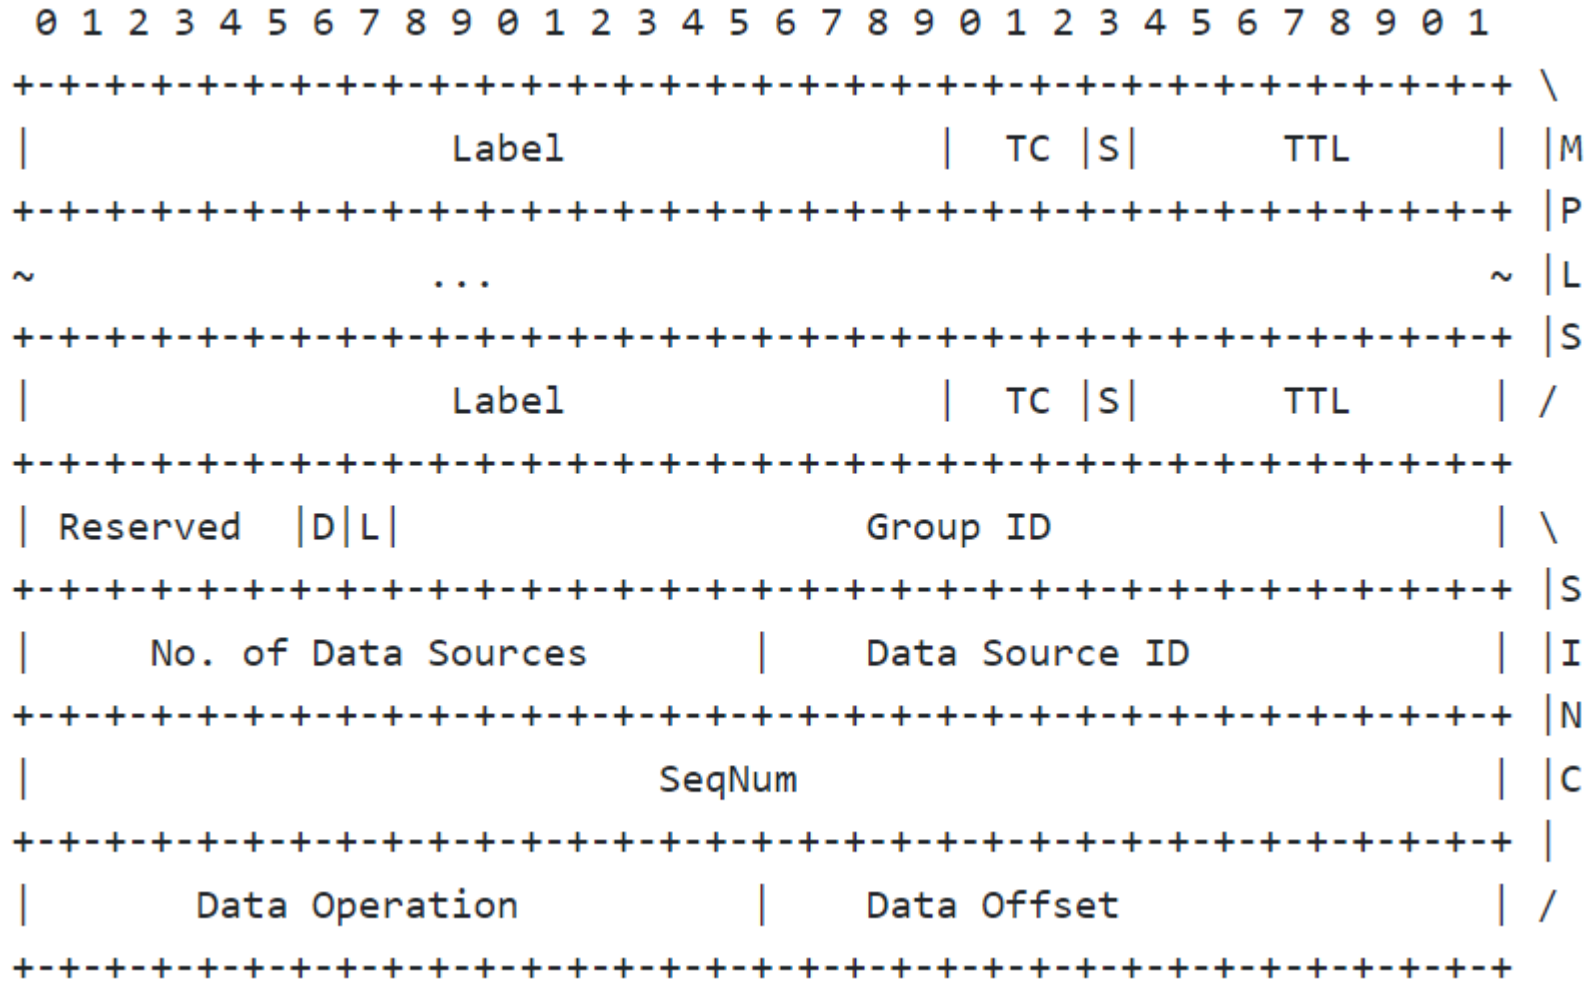 0 1 2 3 4 5 6 7 8 9 0 1 2 3 4 5 6 7 8 9 0 1 2 3 4 5 6 7 8 9 0 1
+-+-+-+-+-+-+-+-+-+-+-+-+-+-+-+-+-+-+-+-+-+-+-+-+-+-+-+-+-+-+-+-+ \
|                  Label                |  TC |S|      TTL      | |M
+-+-+-+-+-+-+-+-+-+-+-+-+-+-+-+-+-+-+-+-+-+-+-+-+-+-+-+-+-+-+-+-+ |P
~                 ...                                           ~ |L
+-+-+-+-+-+-+-+-+-+-+-+-+-+-+-+-+-+-+-+-+-+-+-+-+-+-+-+-+-+-+-+-+ |S
|                  Label                |  TC |S|      TTL      | /
+-+-+-+-+-+-+-+-+-+-+-+-+-+-+-+-+-+-+-+-+-+-+-+-+-+-+-+-+-+-+-+-+
| Reserved  |D|L|                    Group ID                   | \
+-+-+-+-+-+-+-+-+-+-+-+-+-+-+-+-+-+-+-+-+-+-+-+-+-+-+-+-+-+-+-+-+ |S
|     No. of Data Sources       |    Data Source ID             | |I
+-+-+-+-+-+-+-+-+-+-+-+-+-+-+-+-+-+-+-+-+-+-+-+-+-+-+-+-+-+-+-+-+ |N
|                           SeqNum                              | |C
+-+-+-+-+-+-+-+-+-+-+-+-+-+-+-+-+-+-+-+-+-+-+-+-+-+-+-+-+-+-+-+-+ |
|       Data Operation          |    Data Offset                | /
+-+-+-+-+-+-+-+-+-+-+-+-+-+-+-+-+-+-+-+-+-+-+-+-+-+-+-+-+-+-+-+-+